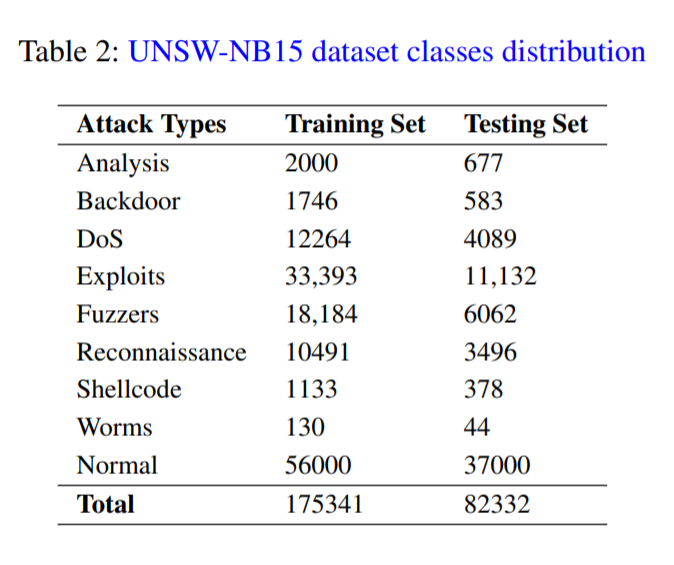 Table 2: UNSW-NB15 dataset classes distribution
Attack Types Training Set Testing Set
Analysis 2000 677
Backdoor 1746 583
DoS 12264 4089
Exploits 33,393 11,132
Fuzzers 18,184 6062
Reconnaissance 10491 3496
Shellcode 1133 378
Worms 130 44
Normal 56000 37000
Total 175341 82332